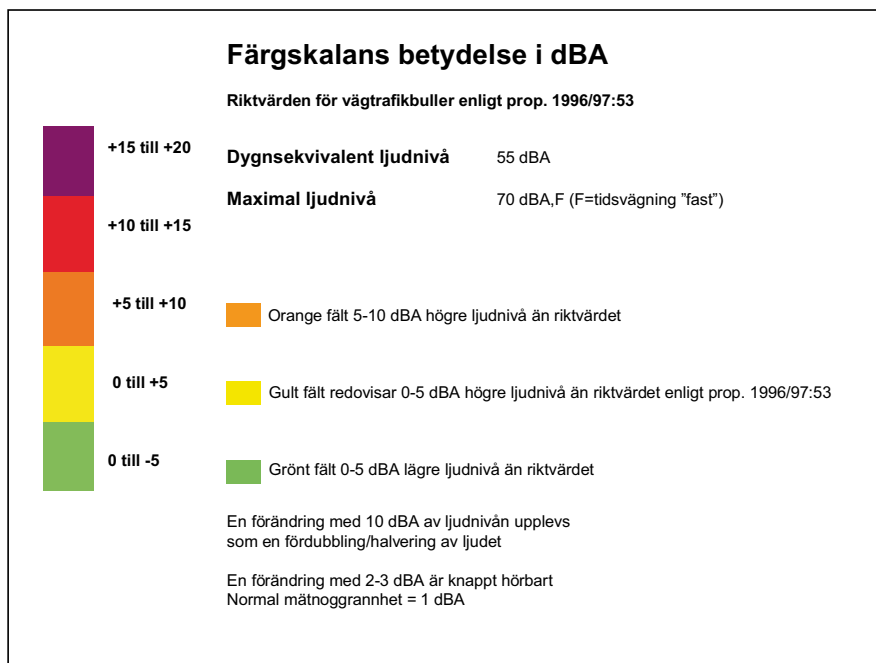 Färgskalans betydelse i dBA
Riktvärden för vägtrafikbuller enligt prop. 1996/97:53
+15 till +20
Dygnsekvivalent ljudnivå 55 dBA
Maximal ljudnivå 70 dBA,F (F=tidsvägning ”fast”)
+10 till +15
+5 till +10
Orange fält 5-10 dBA högre ljudnivå än riktvärdet
0 till +5
Gult fält redovisar 0-5 dBA högre ljudnivå än riktvärdet enligt prop. 1996/97:53
0 till -5
Grönt fält 0-5 dBA lägre ljudnivå än riktvärdet
En förändring med 10 dBA av ljudnivån upplevs
som en fördubbling/halvering av ljudet
En förändring med 2-3 dBA är knappt hörbart
Normal mätnoggrannhet = 1 dBA